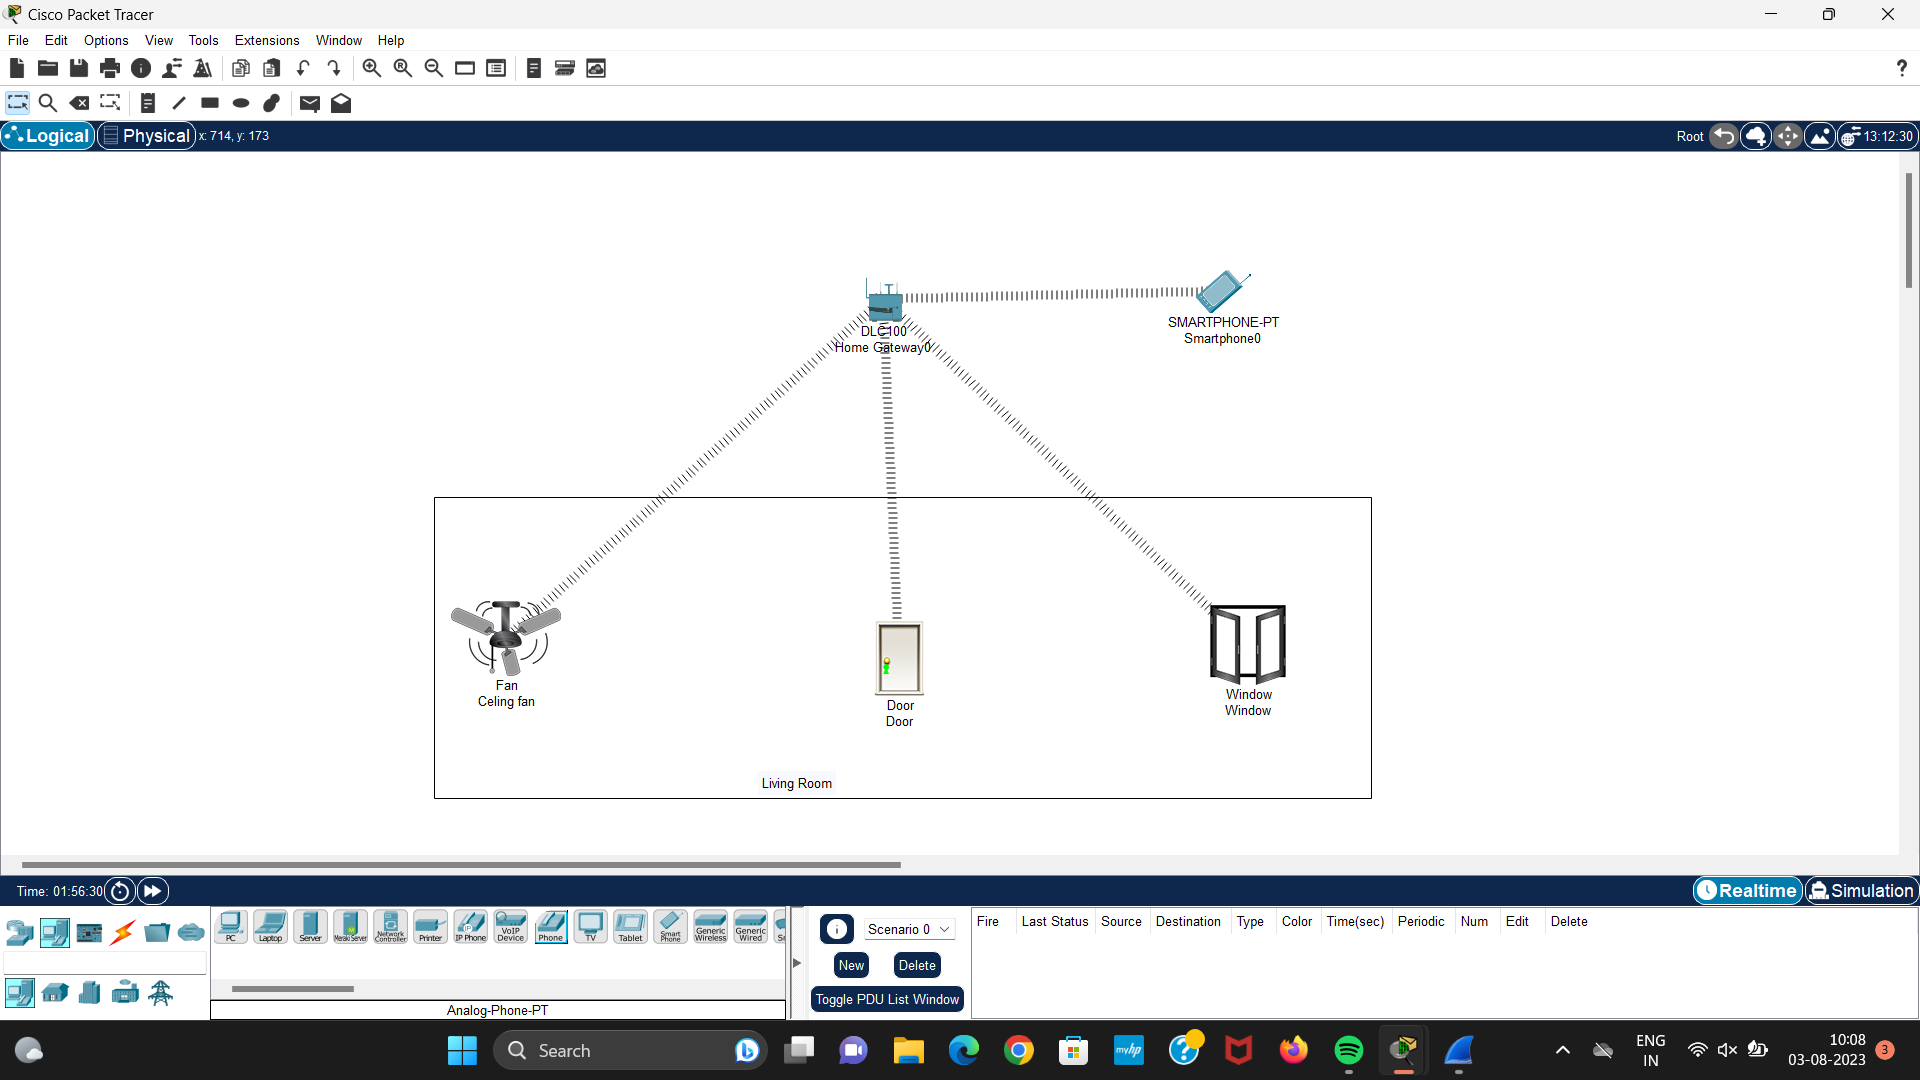 Cisco Packet Tracer
File Edit Options View Tools Extensions Window Help
?
Logical Physical x: 714, y: 173 Root 13:12:30
DLC100
Home Gateway0
SMARTPHONE-PT
Smartphone0
Fan
Celing fan
Door
Door
Window
Window
Living Room
Time: 01:56:30 Realtime Simulation
PC Laptop Server Meraki Server Network Controller Printer IP Phone VoIP Device Phone TV Tablet Smart Phone Generic Wireless Generic Wired
Analog-Phone-PT
Scenario 0
New Delete
Toggle PDU List Window
Fire Last Status Source Destination Type Color Time(sec) Periodic Num Edit Delete
Search
myhp
ENG
IN
10:08
03-08-2023
3